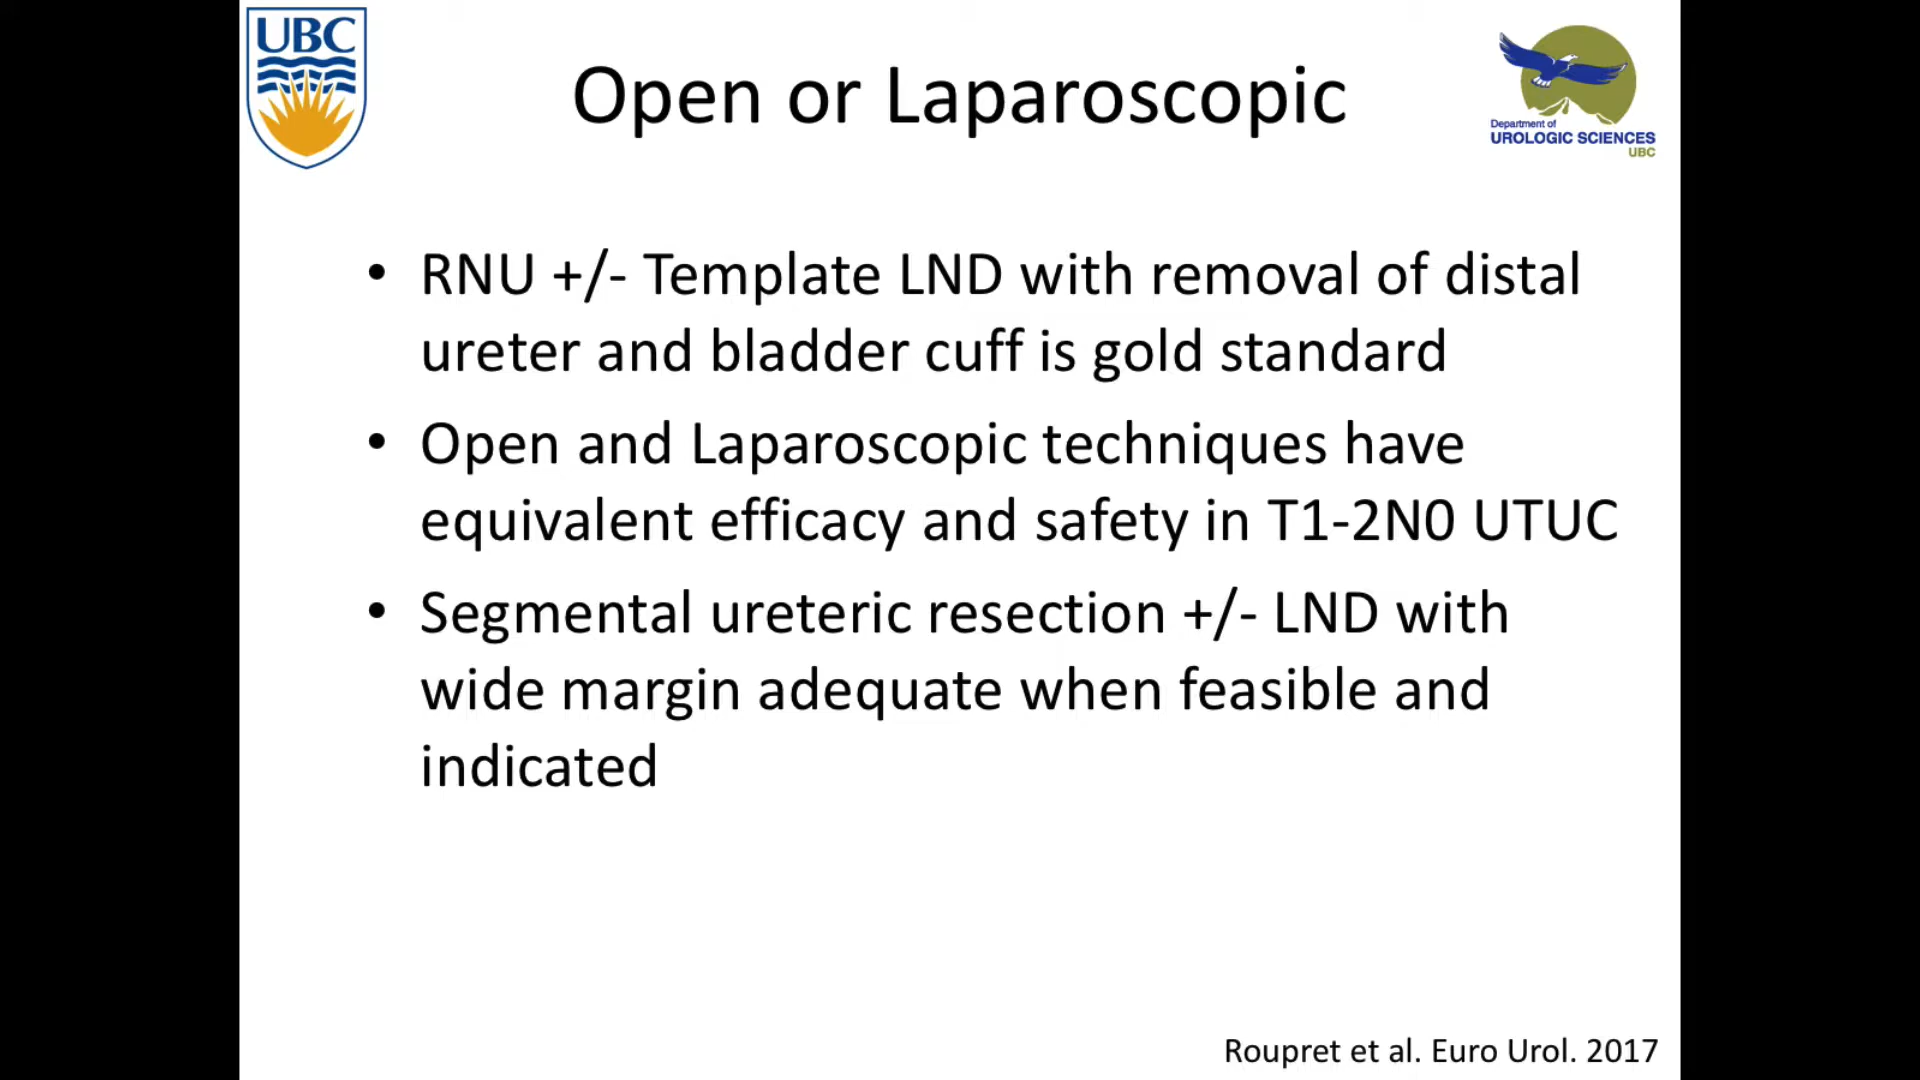 UBC
Open or Laparoscopic
Department of
UROLOGIC SCIENCES
UBC
• RNU +/- Template LND with removal of distal
ureter and bladder cuff is gold standard
• Open and Laparoscopic techniques have
equivalent efficacy and safety in T1-2N0 UTUC
• Segmental ureteric resection +/- LND with
wide margin adequate when feasible and
indicated
Roupret et al. Euro Urol. 2017